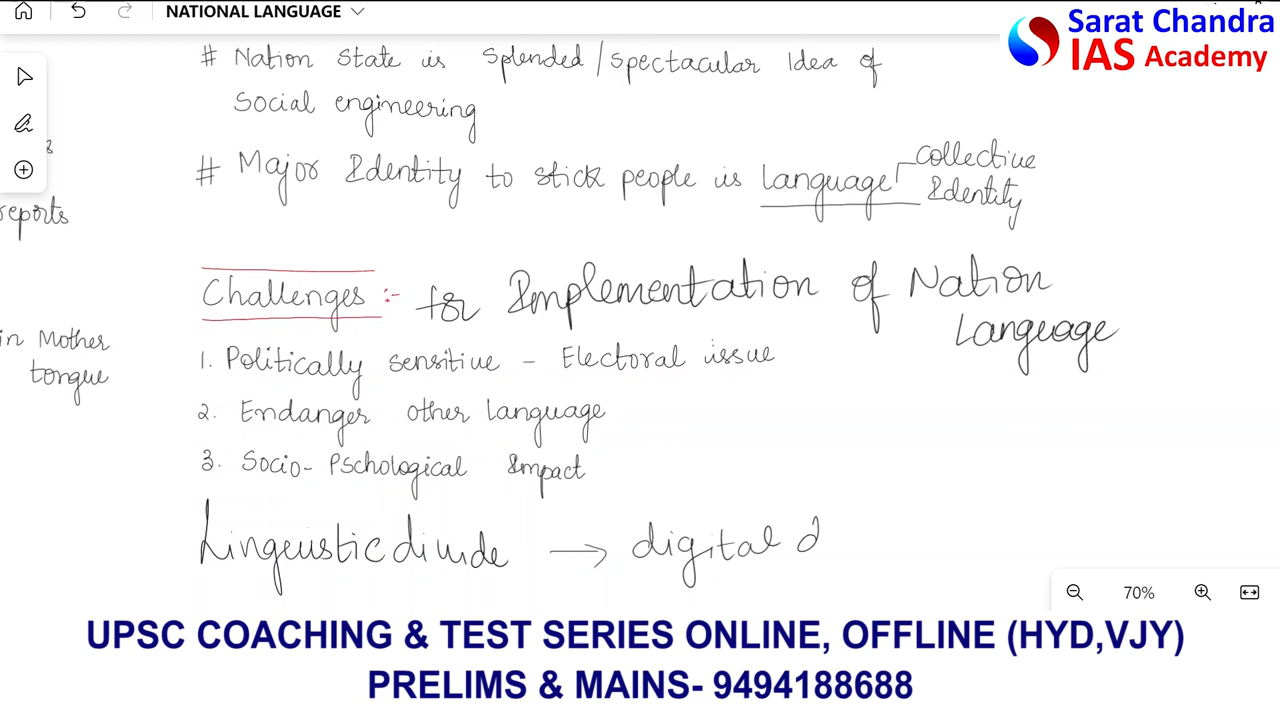 NATIONAL LANGUAGE
Sarat Chandra
IAS Academy
# Nation State is Splended / Spectacular Idea of
Social engineering
# Major Identity to stick people is language
Collective
Identity
reports
Challenges :- for Implementation of Nation
Language
in Mother
tongue
1. Politically sensitive - Electoral issue
2. Endanger other language
3. Socio-Pschological Impact
Lingeuistic divide → digital d
70%
UPSC COACHING & TEST SERIES ONLINE, OFFLINE (HYD,VJY)
PRELIMS & MAINS- 9494188688